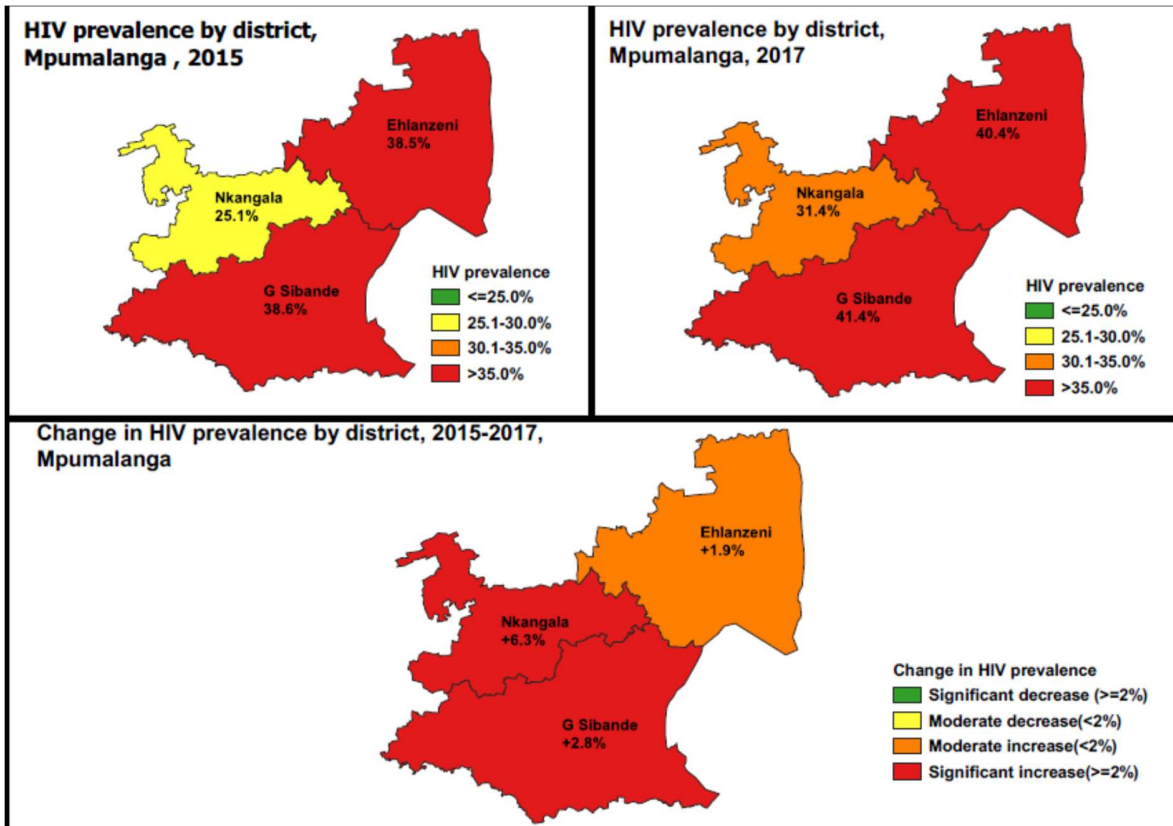 HIV prevalence by district,
Mpumalanga , 2015
Ehlanzeni
38.5%
Nkangala
25.1%
G Sibande
38.6%
HIV prevalence
<=25.0%
25.1-30.0%
30.1-35.0%
>35.0%
HIV prevalence by district,
Mpumalanga, 2017
Ehlanzeni
40.4%
Nkangala
31.4%
G Sibande
41.4%
HIV prevalence
<=25.0%
25.1-30.0%
30.1-35.0%
>35.0%
Change in HIV prevalence by district, 2015-2017,
Mpumalanga
Ehlanzeni
+1.9%
Nkangala
+6.3%
G Sibande
+2.8%
Change in HIV prevalence
Significant decrease (>=2%)
Moderate decrease(<2%)
Moderate increase(<2%)
Significant increase(>=2%)